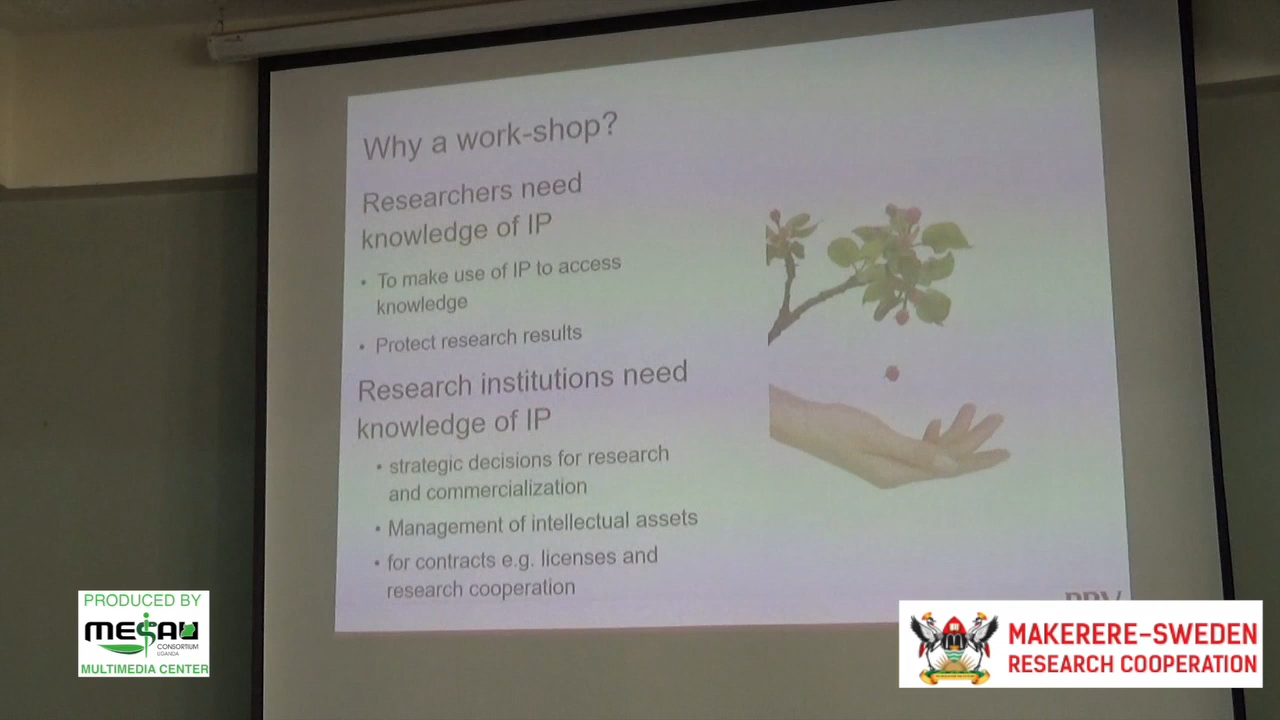 Why a work-shop?
Researchers need
knowledge of IP
• To make use of IP to access
knowledge
• Protect research results
Research institutions need
knowledge of IP
• strategic decisions for research
and commercialization
• Management of intellectual assets
• for contracts e.g. licenses and
research cooperation
PRODUCED BY
MESAU
CONSORTIUM
UGANDA
MULTIMEDIA CENTER
MAKERERE-SWEDEN
RESEARCH COOPERATION